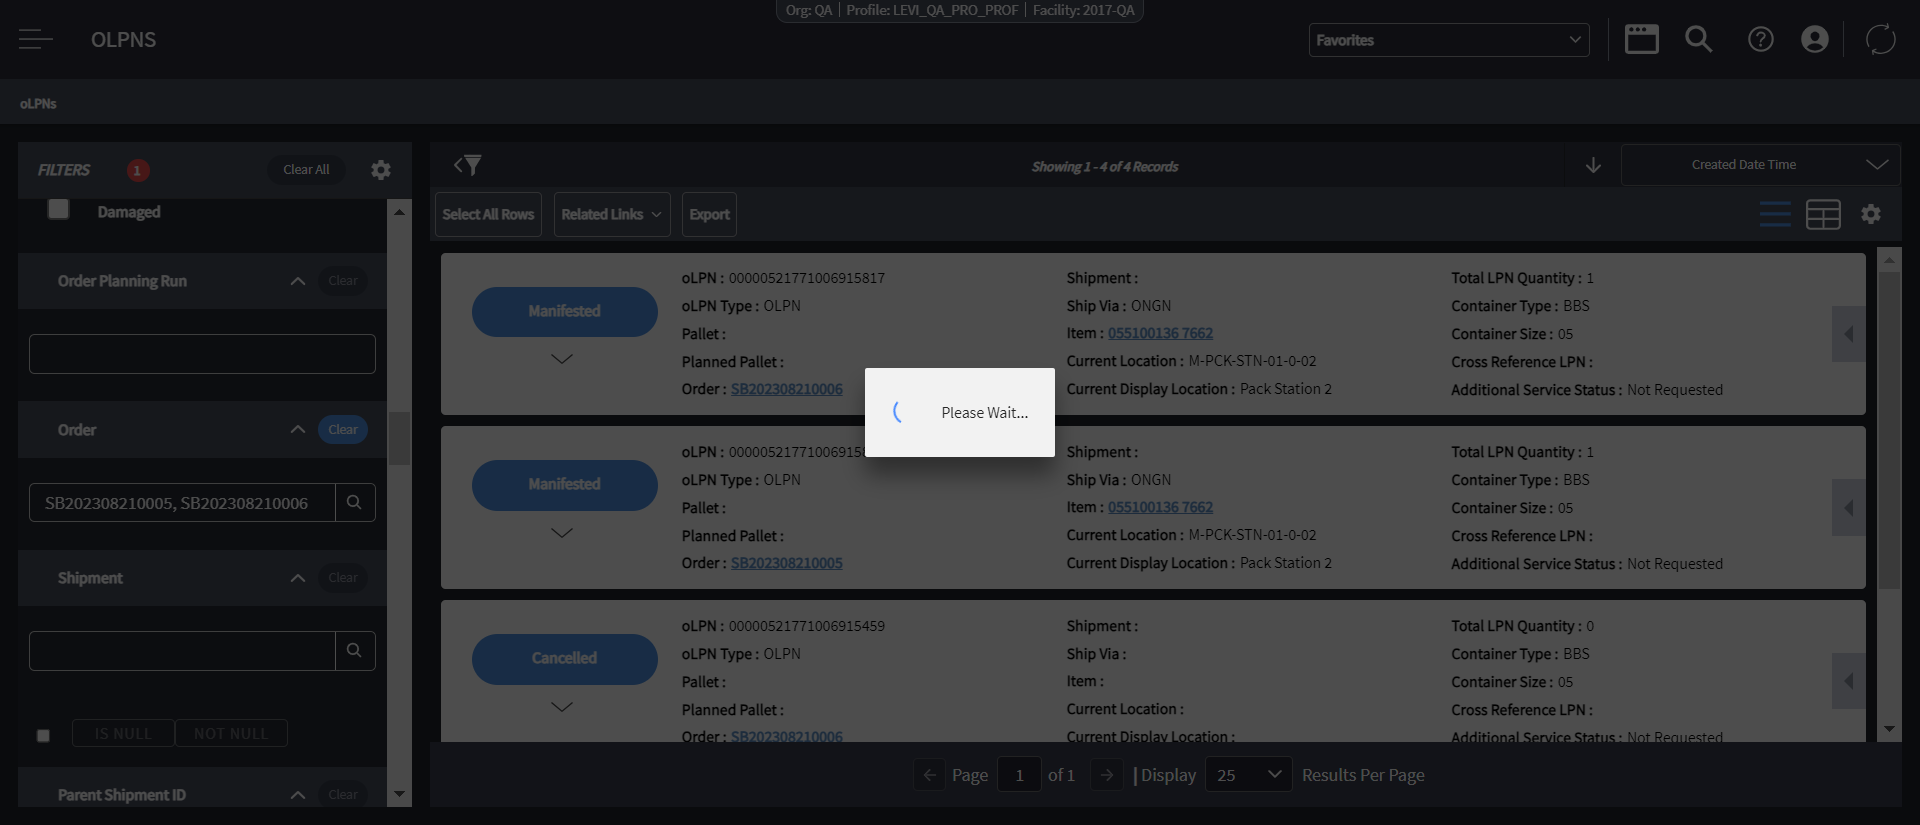 Org: QA | Profile: LEVI_QA_PRO_PROF | Facility: 2017-QA
OLPNS
Favorites
oLPNs
FILTERS 1 Clear All
Damaged
Order Planning Run Clear
Order Clear
SB202308210005, SB202308210006
Shipment Clear
IS NULL NOT NULL
Parent Shipment ID Clear
Showing 1 - 4 of 4 Records
Created Date Time
Select All Rows Related Links Export
Manifested
oLPN : 00000521771006915817
oLPN Type : OLPN
Pallet :
Planned Pallet :
Order : SB202308210006
Shipment :
Ship Via : ONGN
Item : 055100136 7662
Current Location : M-PCK-STN-01-0-02
Current Display Location : Pack Station 2
Total LPN Quantity : 1
Container Type : BBS
Container Size : 05
Cross Reference LPN :
Additional Service Status : Not Requested
Please Wait...
Manifested
oLPN :
oLPN Type : OLPN
Pallet :
Planned Pallet :
Order : SB202308210005
Shipment :
Ship Via : ONGN
Item : 055100136 7662
Current Location : M-PCK-STN-01-0-02
Current Display Location : Pack Station 2
Total LPN Quantity : 1
Container Type : BBS
Container Size : 05
Cross Reference LPN :
Additional Service Status : Not Requested
Cancelled
oLPN : 00000521771006915459
oLPN Type : OLPN
Pallet :
Planned Pallet :
Order : SB202308210006
Shipment :
Ship Via :
Item :
Current Location :
Current Display Location :
Total LPN Quantity : 0
Container Type : BBS
Container Size : 05
Cross Reference LPN :
Additional Service Status : Not Requested
Page 1 of 1 | Display 25 Results Per Page